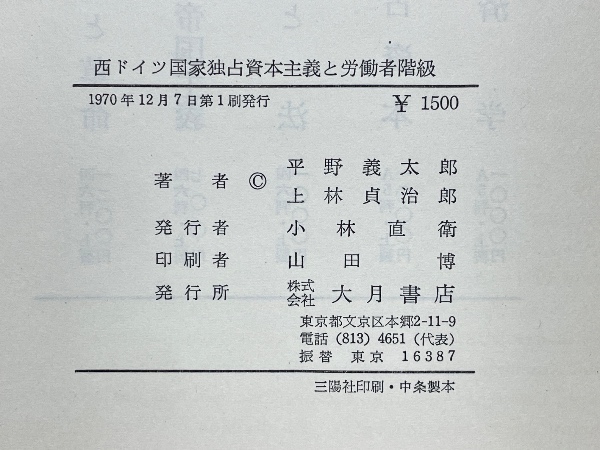 西ドイツ国家独占資本主義と労働者階級
1970年12月7日第1刷発行 ¥ 1500
著者 © 平野義太郎
上林貞治郎
発行者 小林直衛
印刷者 山田博
発行所 株式会社 大月書店
東京都文京区本郷2-11-9
電話 (813) 4651 (代表)
振替 東京 16387
三陽社印刷・中条製本